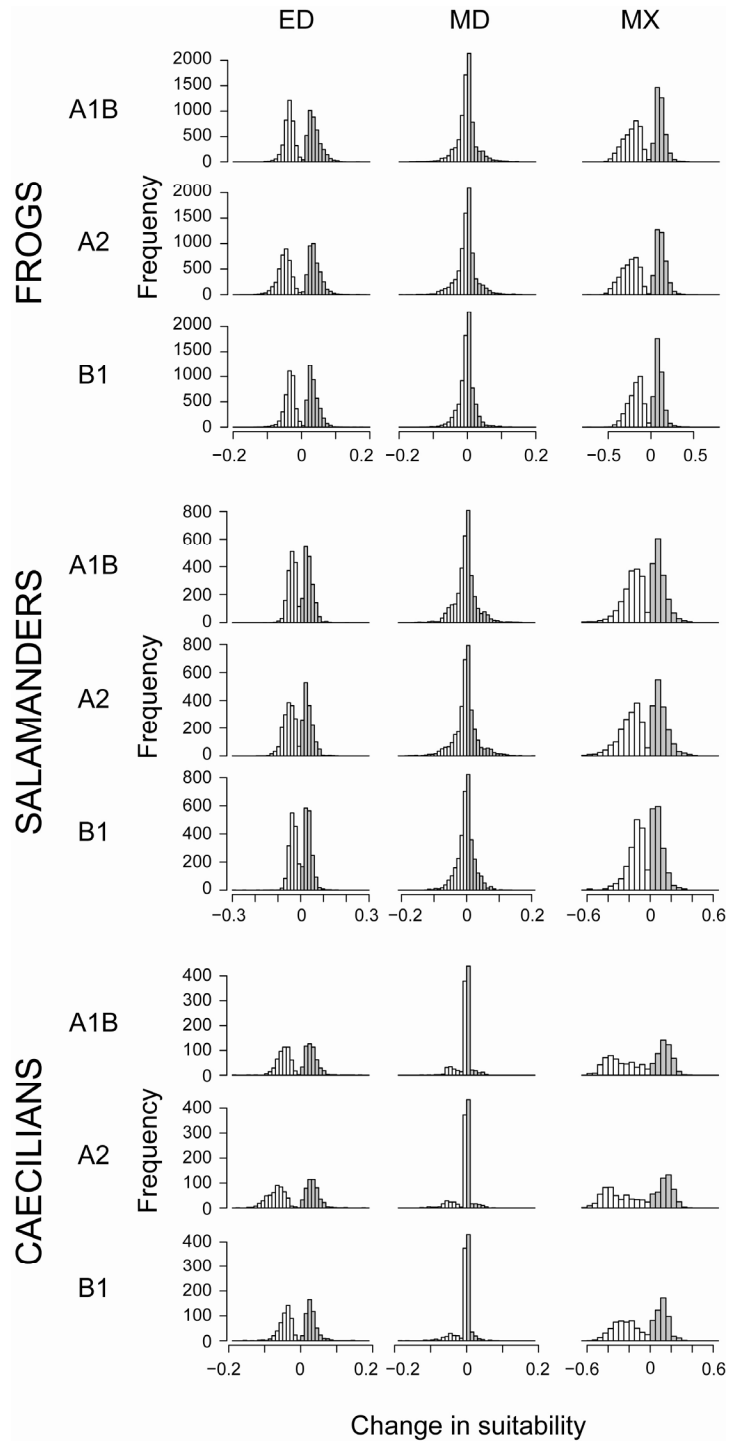 ED MD MX
FROGS
Frequency
A1B
2000
1500
1000
500
0
A2
2000
1500
1000
500
0
B1
2000
1500
1000
500
0
−0.2 0 0.2 −0.2 0 0.2 −0.5 0 0.5
SALAMANDERS
Frequency
A1B
800
600
400
200
0
A2
800
600
400
200
0
B1
800
600
400
200
0
−0.3 0 0.3 −0.2 0 0.2 −0.6 0 0.6
CAECILIANS
Frequency
A1B
400
300
200
100
0
A2
400
300
200
100
0
B1
400
300
200
100
0
−0.2 0 0.2 −0.2 0 0.2 −0.6 0 0.6
Change in suitability